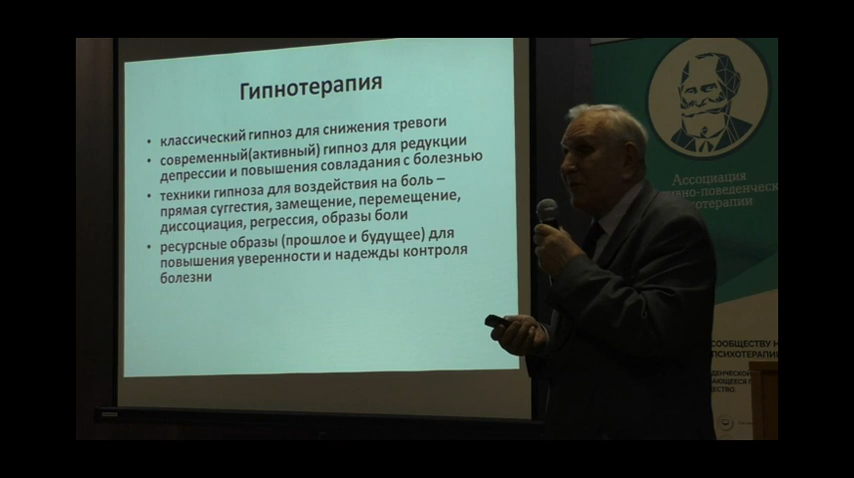 Гипнотерапия
• классический гипноз для снижения тревоги
• современный(активный) гипноз для редукции
депрессии и повышения совладания с болезнью
• техники гипноза для воздействия на боль –
прямая суггестия, замещение, перемещение,
диссоциация, регрессия, образы боли
• ресурсные образы (прошлое и будущее) для
повышения уверенности и надежды контроля
болезни
Ассоциация
СООБЩЕСТВУ